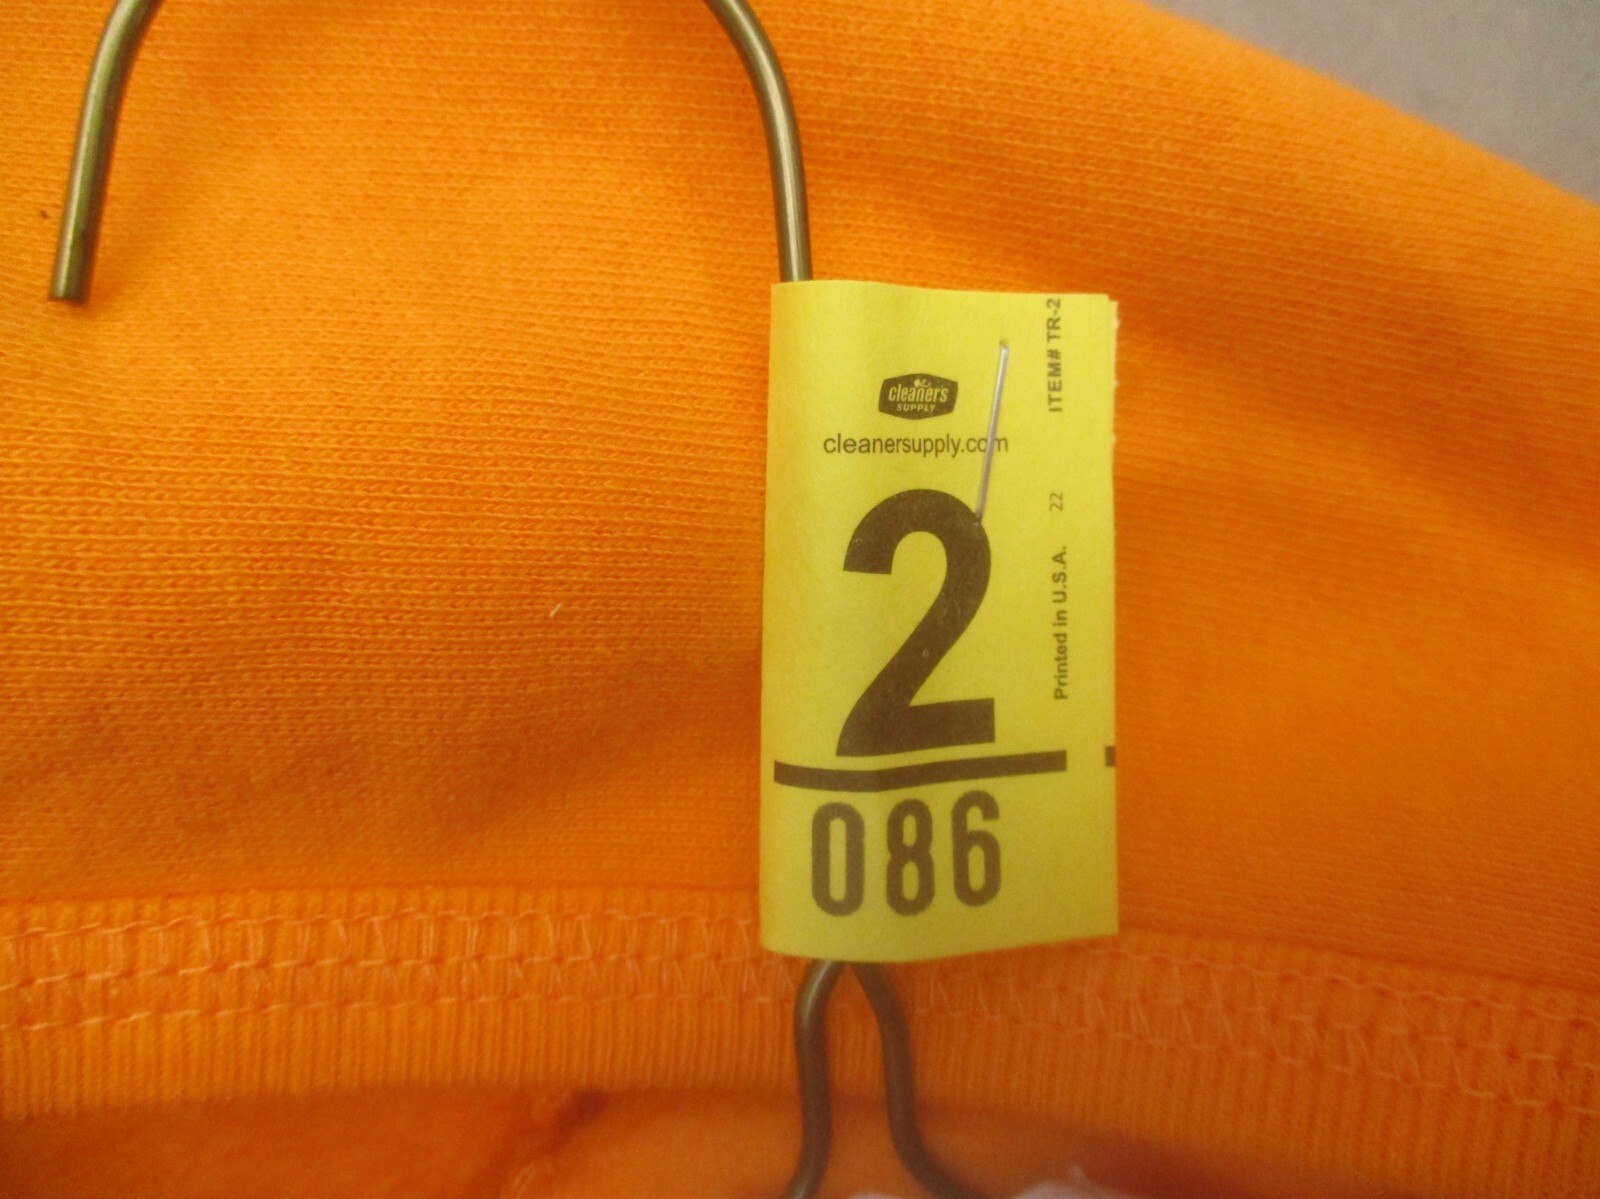 cleaner's
SUPPLY
cleanersupply.com
2
086
ITEM# TR-2
Printed in U.S.A. 22